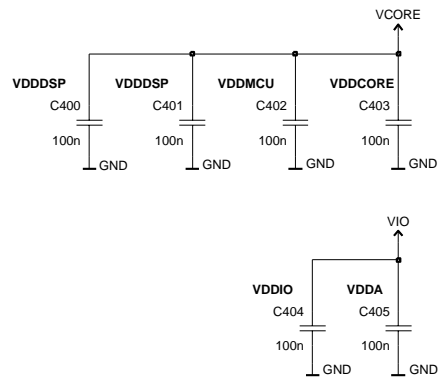 VCORE
VDDDSP VDDDSP VDDMCU VDDCORE
C400 C401 C402 C403
100n 100n 100n 100n
GND GND GND GND
VIO
VDDIO VDDA
C404 C405
100n 100n
GND GND